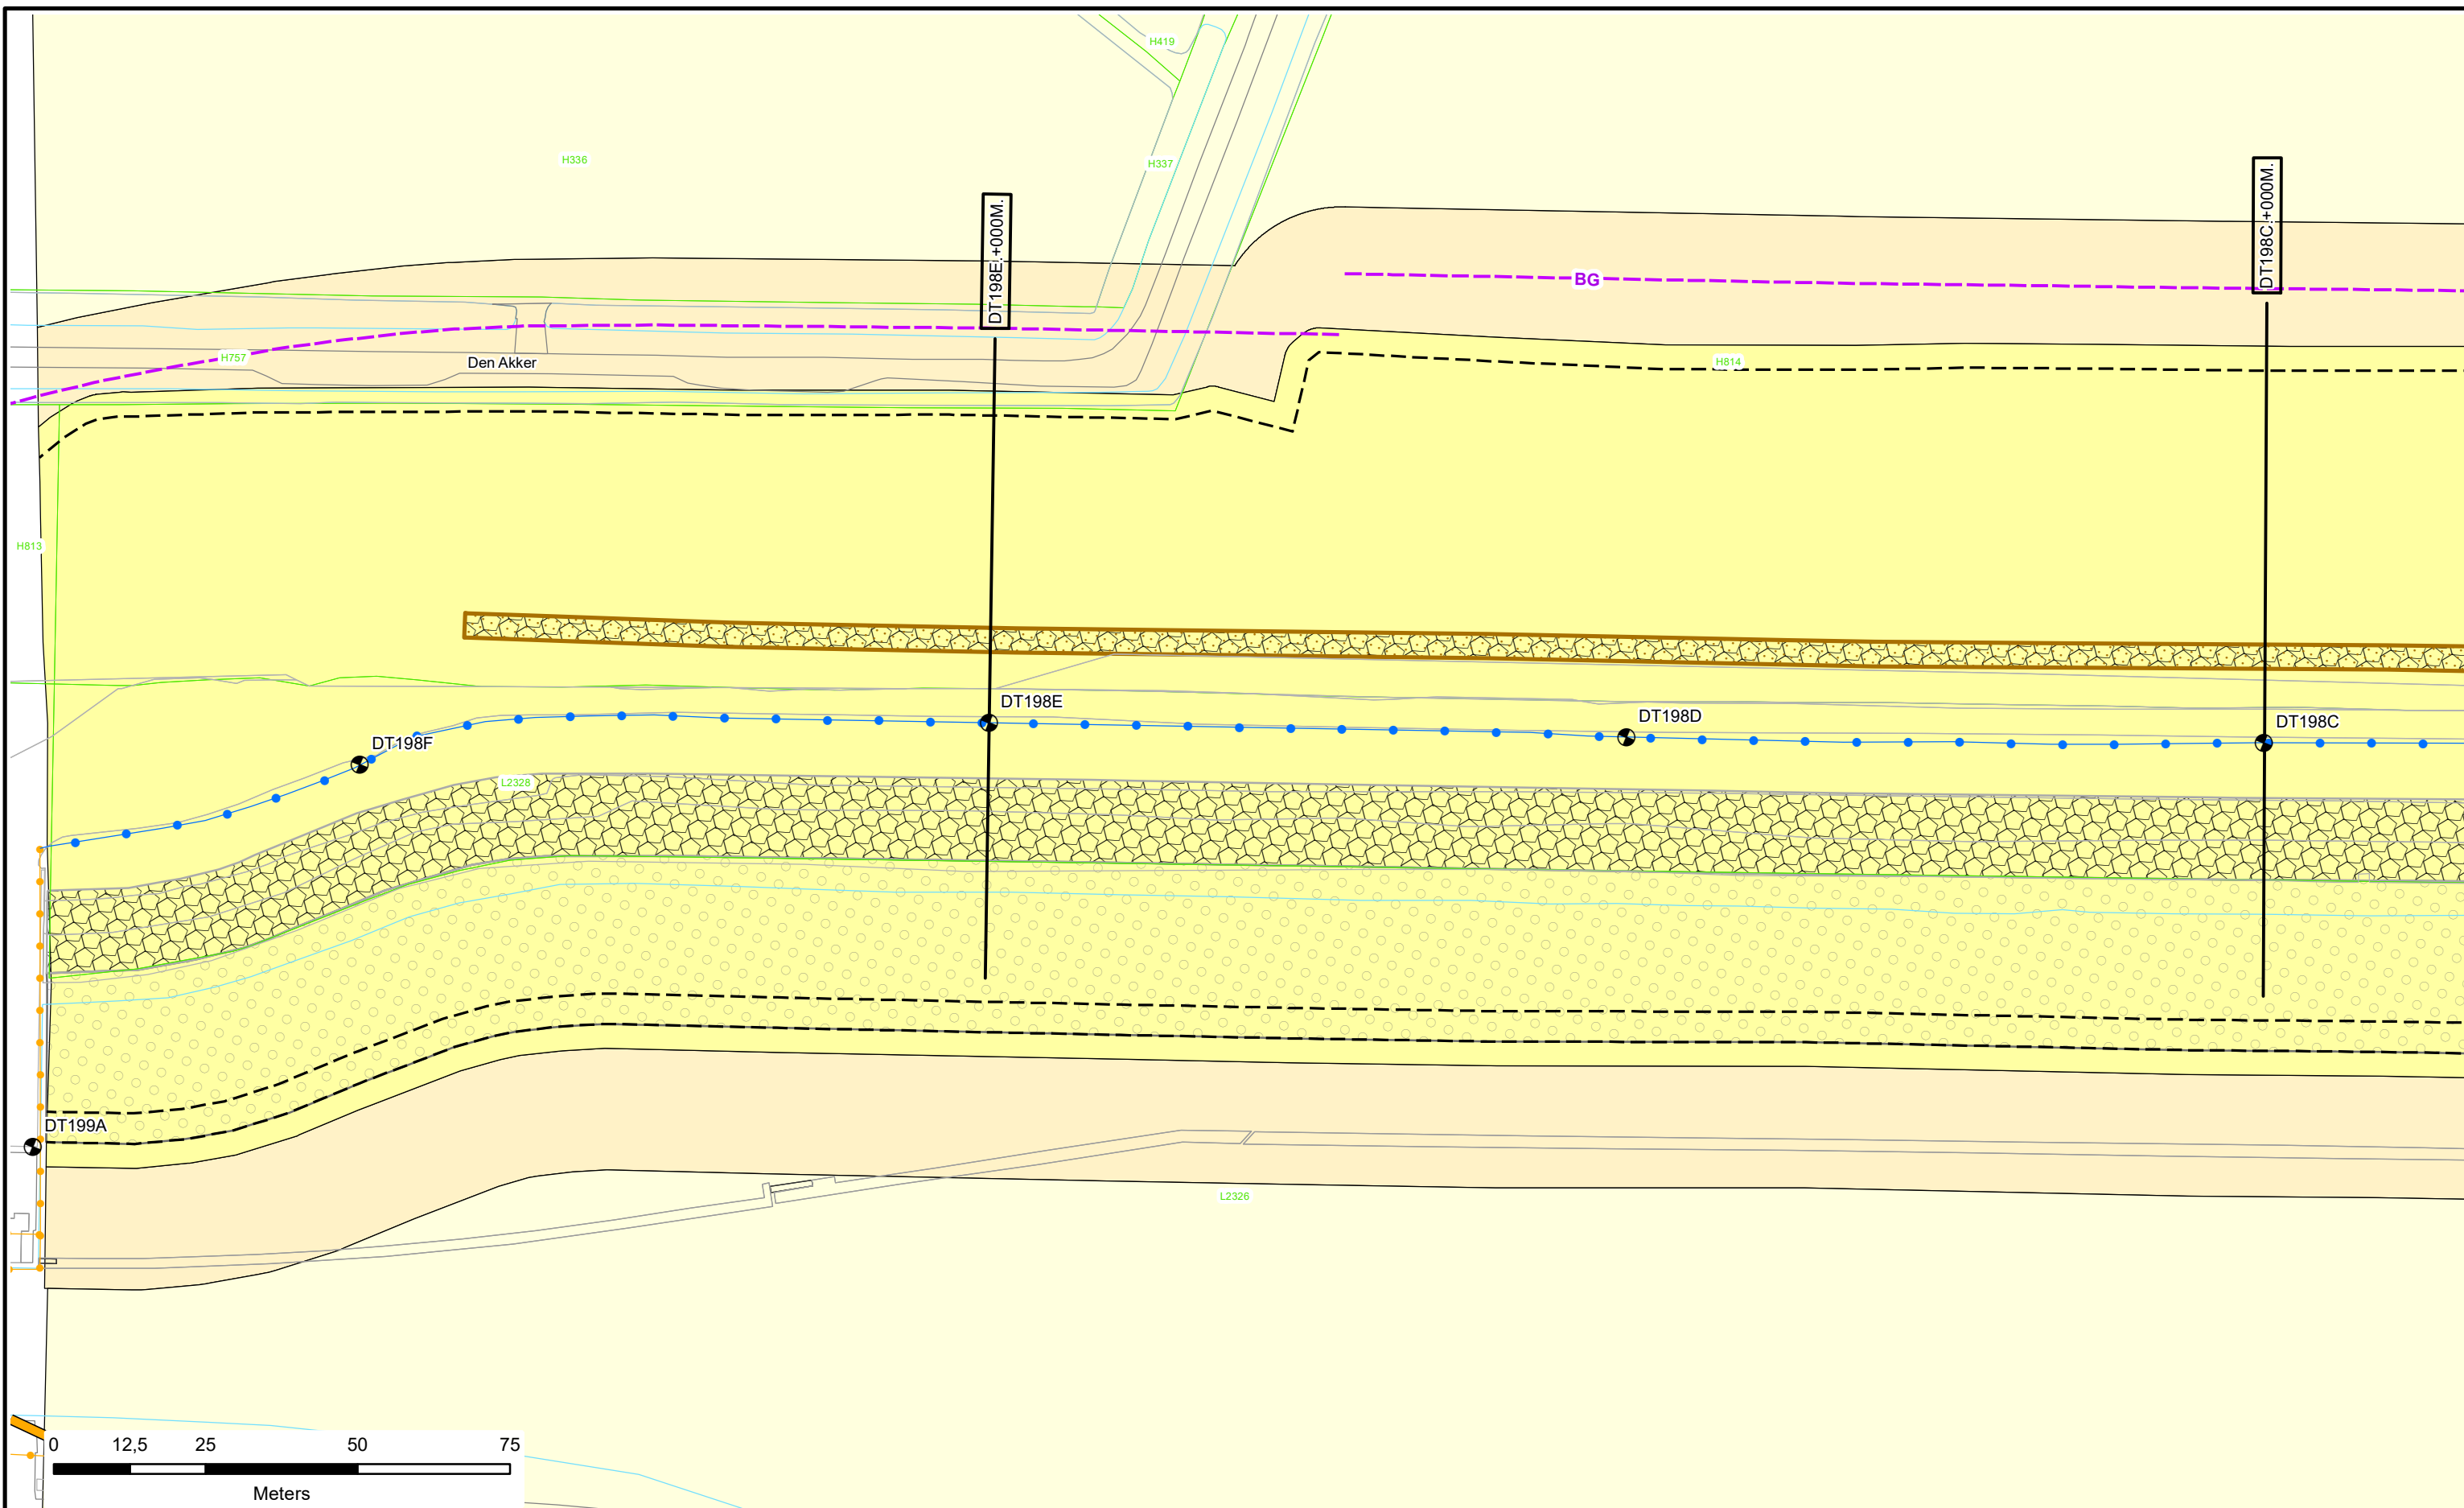 H419
H336
H337
DT198E.+000M.
DT198C.+000M.
BG
H757
Den Akker
H814
H813
DT198E
DT198D
DT198C
DT198F
L2328
DT199A
L2326
0 12,5 25 50 75
Meters